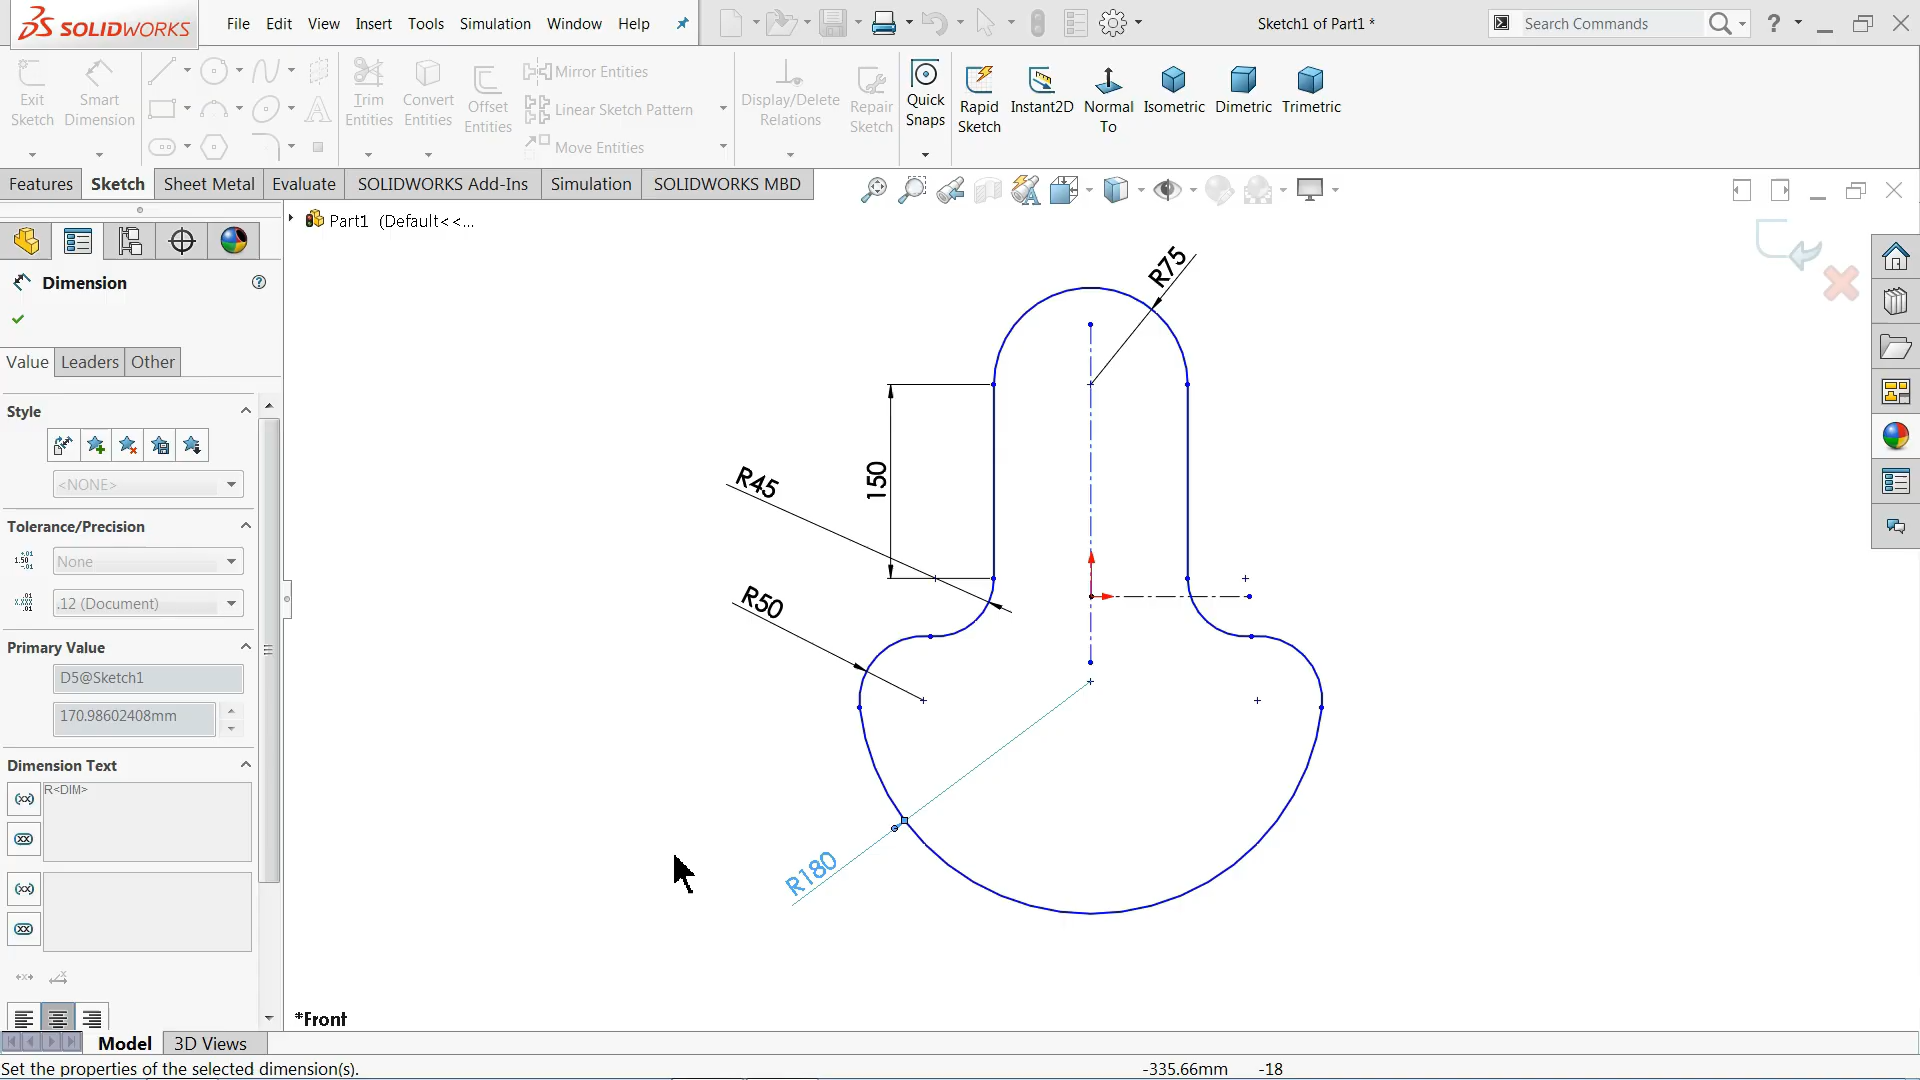 SOLIDWORKS
File Edit View Insert Tools Simulation Window Help
Sketch1 of Part1 *
Search Commands
?
Exit Sketch
Smart Dimension
Trim Entities
Convert Entities
Offset Entities
Mirror Entities
Linear Sketch Pattern
Move Entities
Display/Delete Relations
Repair Sketch
Quick Snaps
Rapid Sketch
Instant2D
Normal To
Isometric
Dimetric
Trimetric
Features Sketch Sheet Metal Evaluate SOLIDWORKS Add-Ins Simulation SOLIDWORKS MBD
Part1 (Default<<...
Dimension
Value Leaders Other
Style
<NONE>
Tolerance/Precision
None
.12 (Document)
Primary Value
D5@Sketch1
170.98602408mm
Dimension Text
R<DIM>
R75
150
R45
R50
R180
*Front
Model 3D Views
Set the properties of the selected dimension(s).
-335.66mm -18